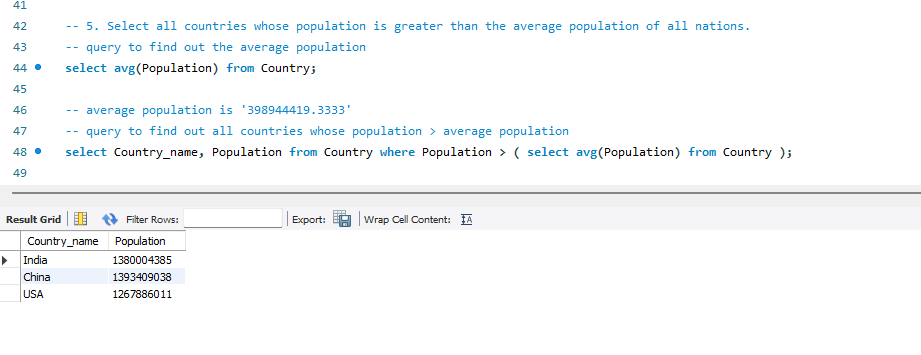 41
42 -- 5. Select all countries whose population is greater than the average population of all nations.
43 -- query to find out the average population
44 select avg(Population) from Country;
45
46 -- average population is '398944419.3333'
47 -- query to find out all countries whose population > average population
48 select Country_name, Population from Country where Population > ( select avg(Population) from Country );
49
Result Grid Filter Rows: Export: Wrap Cell Content: IA
Country_name Population
India 1380004385
China 1393409038
USA 1267886011